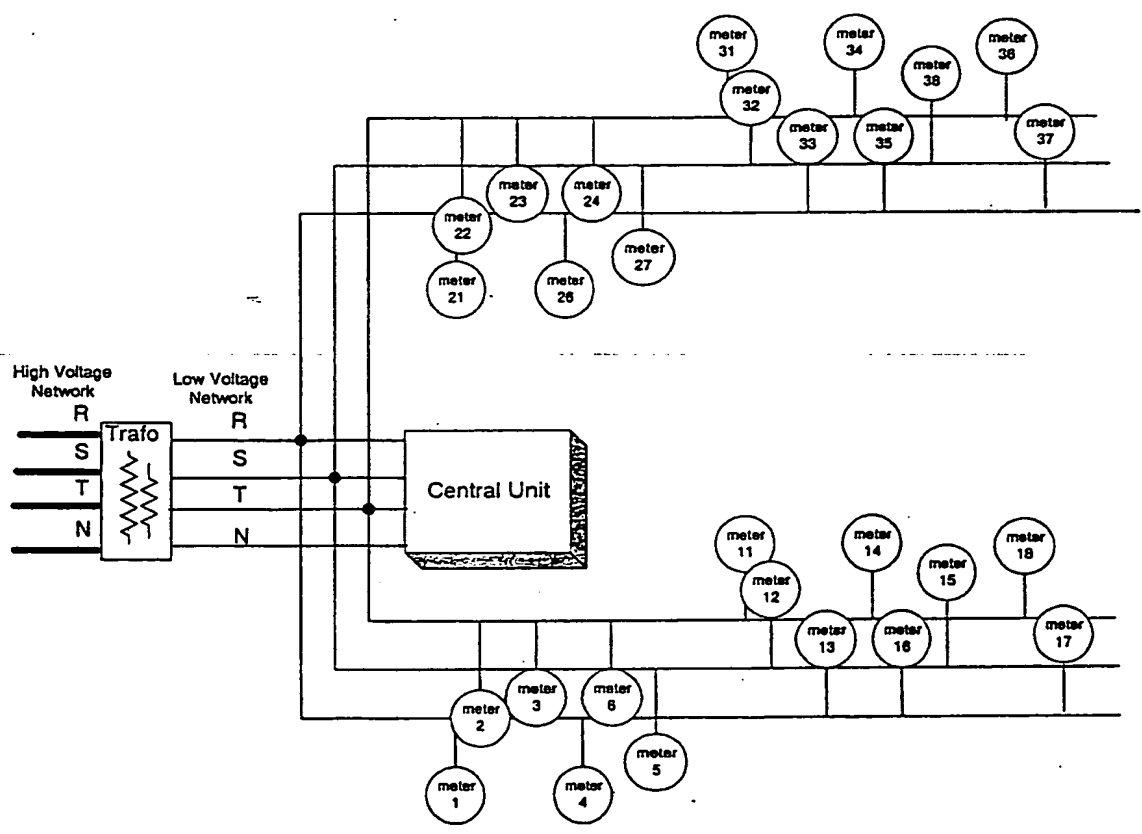 meter
31
meter
34
meter
36
meter
38
meter
32
meter
33
meter
35
meter
37
meter
23
meter
24
meter
22
meter
27
meter
21
meter
26
High Voltage
Network
Low Voltage
Network
R
S
T
N
Trafo
R
S
T
N
Central Unit
meter
11
meter
14
meter
18
meter
15
meter
12
meter
13
meter
16
meter
17
meter
3
meter
6
meter
2
meter
5
meter
1
meter
4